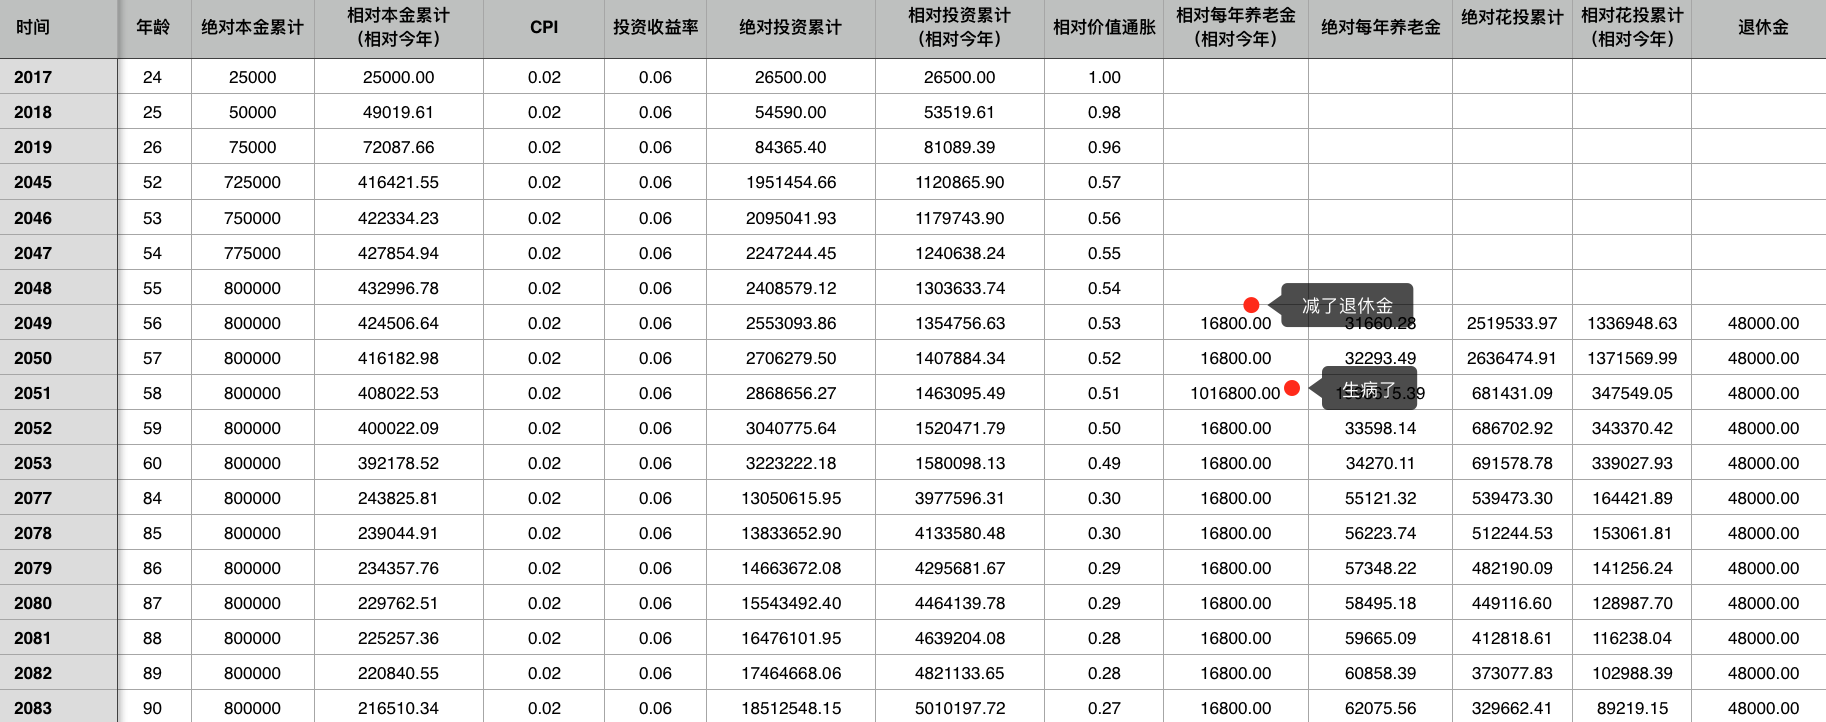 时间 年龄 绝对本金累计 相对本金累计（相对今年） CPI 投资收益率 绝对投资累计 相对投资累计（相对今年） 相对价值通胀 相对每年养老金（相对今年） 绝对每年养老金 绝对花投累计 相对花投累计（相对今年） 退休金
2017 24 25000 25000.00 0.02 0.06 26500.00 26500.00 1.00
2018 25 50000 49019.61 0.02 0.06 54590.00 53519.61 0.98
2019 26 75000 72087.66 0.02 0.06 84365.40 81089.39 0.96
2045 52 725000 416421.55 0.02 0.06 1951454.66 1120865.90 0.57
2046 53 750000 422334.23 0.02 0.06 2095041.93 1179743.90 0.56
2047 54 775000 427854.94 0.02 0.06 2247244.45 1240638.24 0.55
2048 55 800000 432996.78 0.02 0.06 2408579.12 1303633.74 0.54
减了退休金
2049 56 800000 424506.64 0.02 0.06 2553093.86 1354756.63 0.53 16800.00 31660.28 2519533.97 1336948.63 48000.00
2050 57 800000 416182.98 0.02 0.06 2706279.50 1407884.34 0.52 16800.00 32293.49 2636474.91 1371569.99 48000.00
2051 58 800000 408022.53 0.02 0.06 2868656.27 1463095.49 0.51 1016800.00 681431.09 347549.05 48000.00
生病了
2052 59 800000 400022.09 0.02 0.06 3040775.64 1520471.79 0.50 16800.00 33598.14 686702.92 343370.42 48000.00
2053 60 800000 392178.52 0.02 0.06 3223222.18 1580098.13 0.49 16800.00 34270.11 691578.78 339027.93 48000.00
2077 84 800000 243825.81 0.02 0.06 13050615.95 3977596.31 0.30 16800.00 55121.32 539473.30 164421.89 48000.00
2078 85 800000 239044.91 0.02 0.06 13833652.90 4133580.48 0.30 16800.00 56223.74 512244.53 153061.81 48000.00
2079 86 800000 234357.76 0.02 0.06 14663672.08 4295681.67 0.29 16800.00 57348.22 482190.09 141256.24 48000.00
2080 87 800000 229762.51 0.02 0.06 15543492.40 4464139.78 0.29 16800.00 58495.18 449116.60 128987.70 48000.00
2081 88 800000 225257.36 0.02 0.06 16476101.95 4639204.08 0.28 16800.00 59665.09 412818.61 116238.04 48000.00
2082 89 800000 220840.55 0.02 0.06 17464668.06 4821133.65 0.28 16800.00 60858.39 373077.83 102988.39 48000.00
2083 90 800000 216510.34 0.02 0.06 18512548.15 5010197.72 0.27 16800.00 62075.56 329662.41 89219.15 48000.00